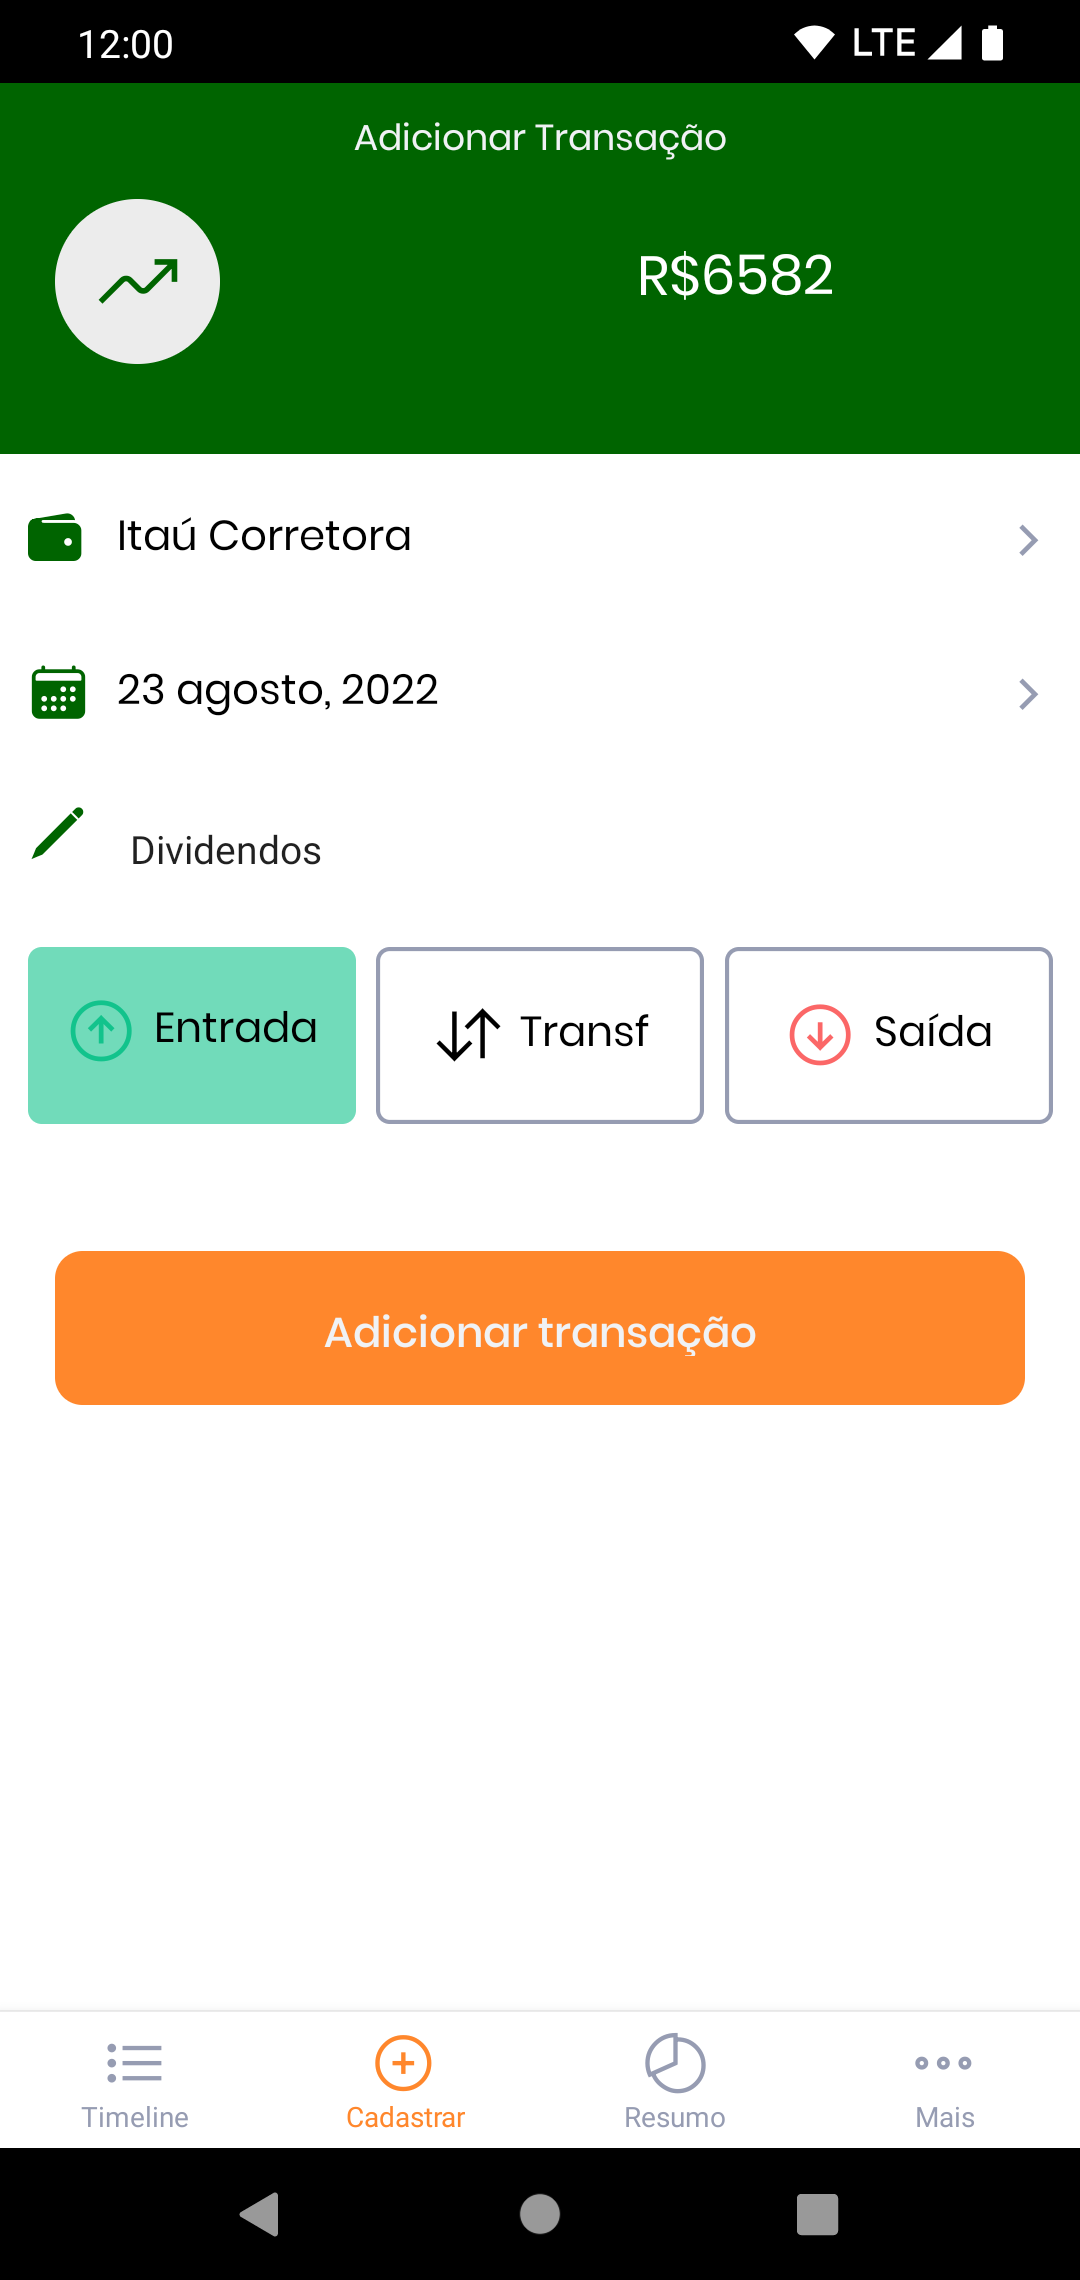 12:00
LTE
Adicionar Transação
R$6582
Itaú Corretora
23 agosto, 2022
Dividendos
Entrada
Transf
Saída
Adicionar transação
Timeline
Cadastrar
Resumo
Mais